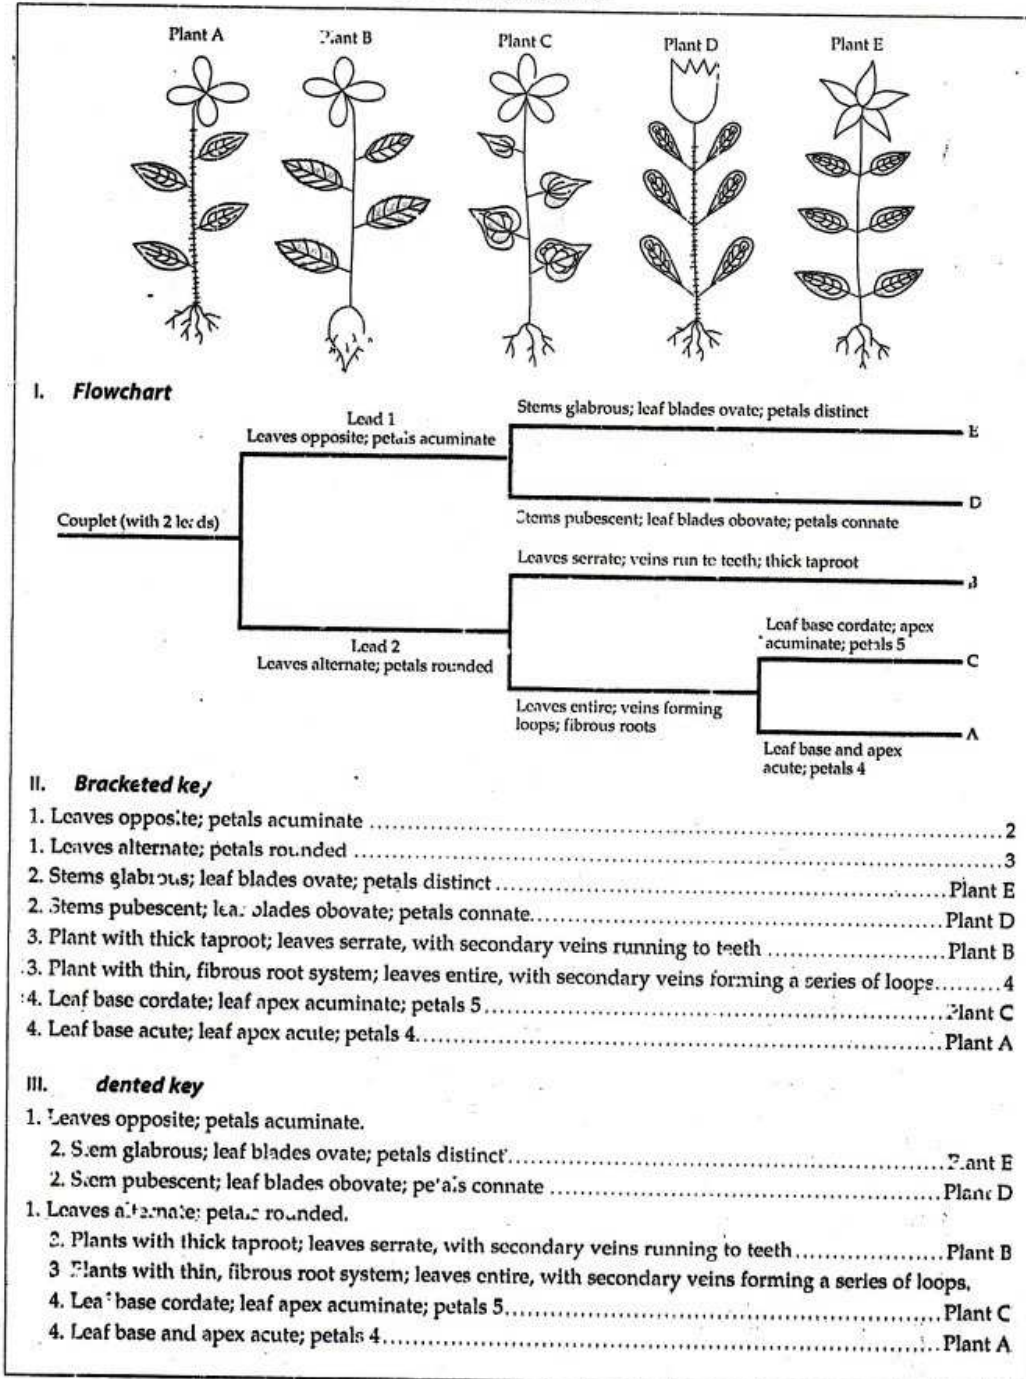 Plant A
Plant B
Plant C
Plant D
Plant E
I. Flowchart
Lead 1
Leaves opposite; petals acuminate
Stems glabrous; leaf blades ovate; petals distinct
E
D
Stems pubescent; leaf blades obovate; petals connate
Couplet (with 2 leads)
Leaves serrate; veins run to teeth; thick taproot
B
Lead 2
Leaves alternate; petals rounded
Leaf base cordate; apex
acuminate; petals 5
C
Leaves entire; veins forming
loops; fibrous roots
A
Leaf base and apex
acute; petals 4
II. Bracketed key
1. Leaves opposite; petals acuminate ........ 2
1. Leaves alternate; petals rounded ........ 3
2. Stems glabrous; leaf blades ovate; petals distinct ........ Plant E
2. Stems pubescent; leaf blades obovate; petals connate ........ Plant D
3. Plant with thick taproot; leaves serrate, with secondary veins running to teeth ........ Plant B
3. Plant with thin, fibrous root system; leaves entire, with secondary veins forming a series of loops ........ 4
4. Leaf base cordate; leaf apex acuminate; petals 5 ........ Plant C
4. Leaf base acute; leaf apex acute; petals 4 ........ Plant A
III. dented key
1. Leaves opposite; petals acuminate.
2. Stem glabrous; leaf blades ovate; petals distinct ........ Plant E
2. Stem pubescent; leaf blades obovate; petals connate ........ Plant D
1. Leaves alternate; petals rounded.
3. Plants with thick taproot; leaves serrate, with secondary veins running to teeth ........ Plant B
3 Plants with thin, fibrous root system; leaves entire, with secondary veins forming a series of loops.
4. Leaf base cordate; leaf apex acuminate; petals 5 ........ Plant C
4. Leaf base and apex acute; petals 4 ........ Plant A